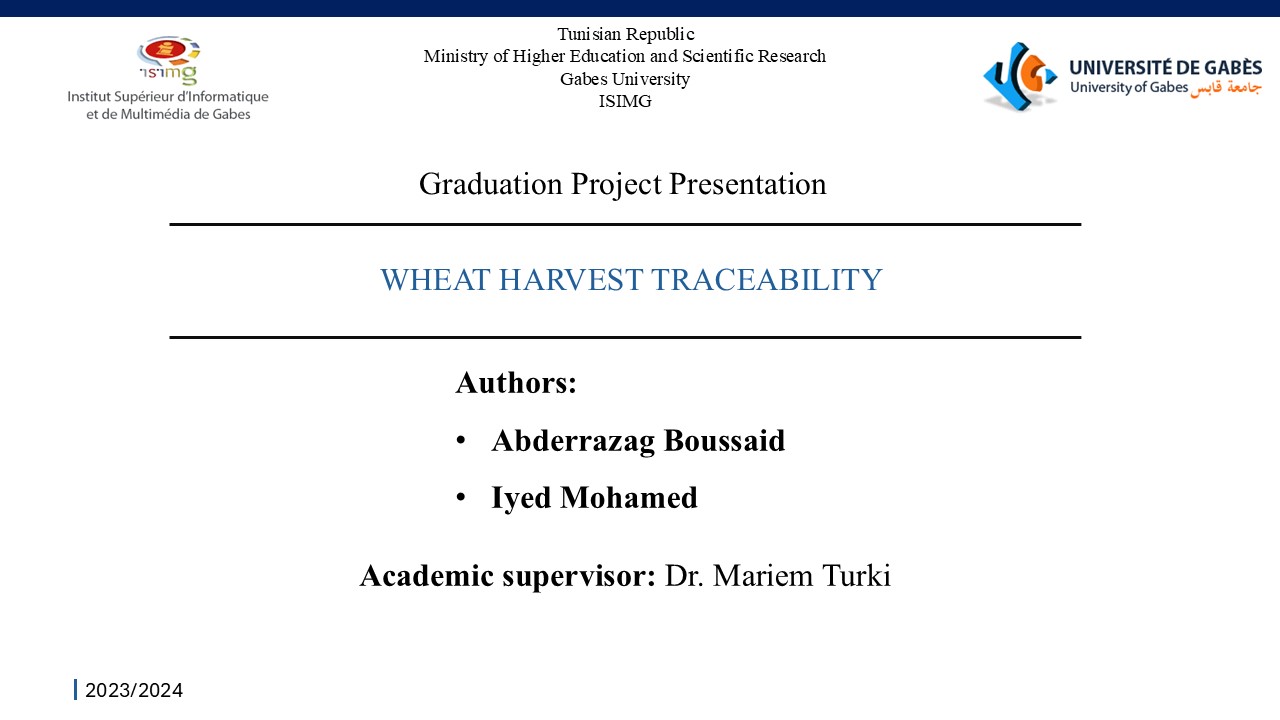 Tunisian Republic
Ministry of Higher Education and Scientific Research
Gabes University
ISIMG
isimg
Institut Supérieur d'Informatique
et de Multimédia de Gabes
UNIVERSITÉ DE GABÈS
University of Gabes جامعة قابس
Graduation Project Presentation
WHEAT HARVEST TRACEABILITY
Authors:
• Abderrazag Boussaid
• Iyed Mohamed
Academic supervisor: Dr. Mariem Turki
2023/2024